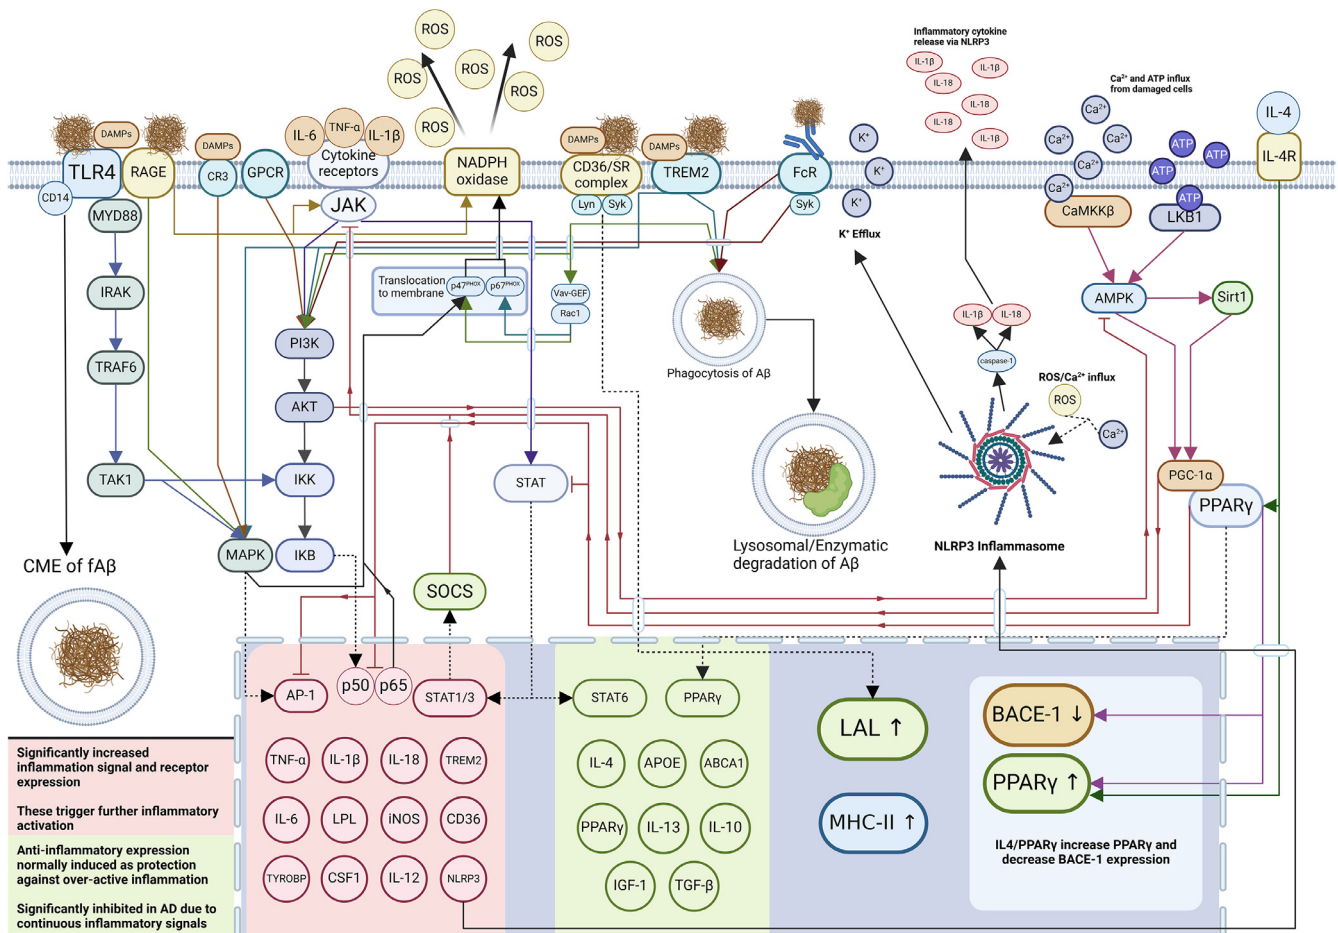 ROS
ROS
ROS
ROS
ROS
ROS
Inflammatory cytokine
release via NLRP3
IL-1β
IL-1β
IL-18
IL-18
IL-18
IL-1β
Ca²⁺ and ATP influx
from damaged cells
Ca²⁺
Ca²⁺
Ca²⁺
Ca²⁺
Ca²⁺
ATP
ATP
ATP
ATP
IL-4
IL-4R
DAMPs
TLR4
RAGE
CD14
MYD88
DAMPs
CR3
GPCR
IL-6
TNF-α
IL-1β
Cytokine
receptors
JAK
NADPH
oxidase
DAMPs
CD36/SR
complex
Lyn
Syk
DAMPs
TREM2
FcR
Syk
K⁺
K⁺
K⁺
K⁺ Efflux
CaMKKβ
LKB1
AMPK
Sirt1
IRAK
TRAF6
TAK1
MAPK
PI3K
AKT
IKK
IKB
Translocation
to membrane
p47ᴾᴴᴼˣ
p67ᴾᴴᴼˣ
Vav-GEF
Rac1
STAT
SOCS
Phagocytosis of Aβ
Lysosomal/Enzymatic
degradation of Aβ
IL-1β
IL-18
caspase-1
ROS/Ca²⁺ influx
ROS
Ca²⁺
NLRP3 Inflammasome
PGC-1α
PPARγ
CME of fAβ
AP-1
p50
p65
STAT1/3
TNF-α
IL-1β
IL-18
TREM2
IL-6
LPL
iNOS
CD36
TYROBP
CSF1
IL-12
NLRP3
STAT6
PPARγ
IL-4
APOE
ABCA1
PPARγ
IL-13
IL-10
IGF-1
TGF-β
LAL ↑
MHC-II ↑
BACE-1 ↓
PPARγ ↑
IL4/PPARγ increase PPARγ and
decrease BACE-1 expression
Significantly increased
inflammation signal and receptor
expression
These trigger further inflammatory
activation
Anti-inflammatory expression
normally induced as protection
against over-active inflammation
Significantly inhibited in AD due to
continuous inflammatory signals